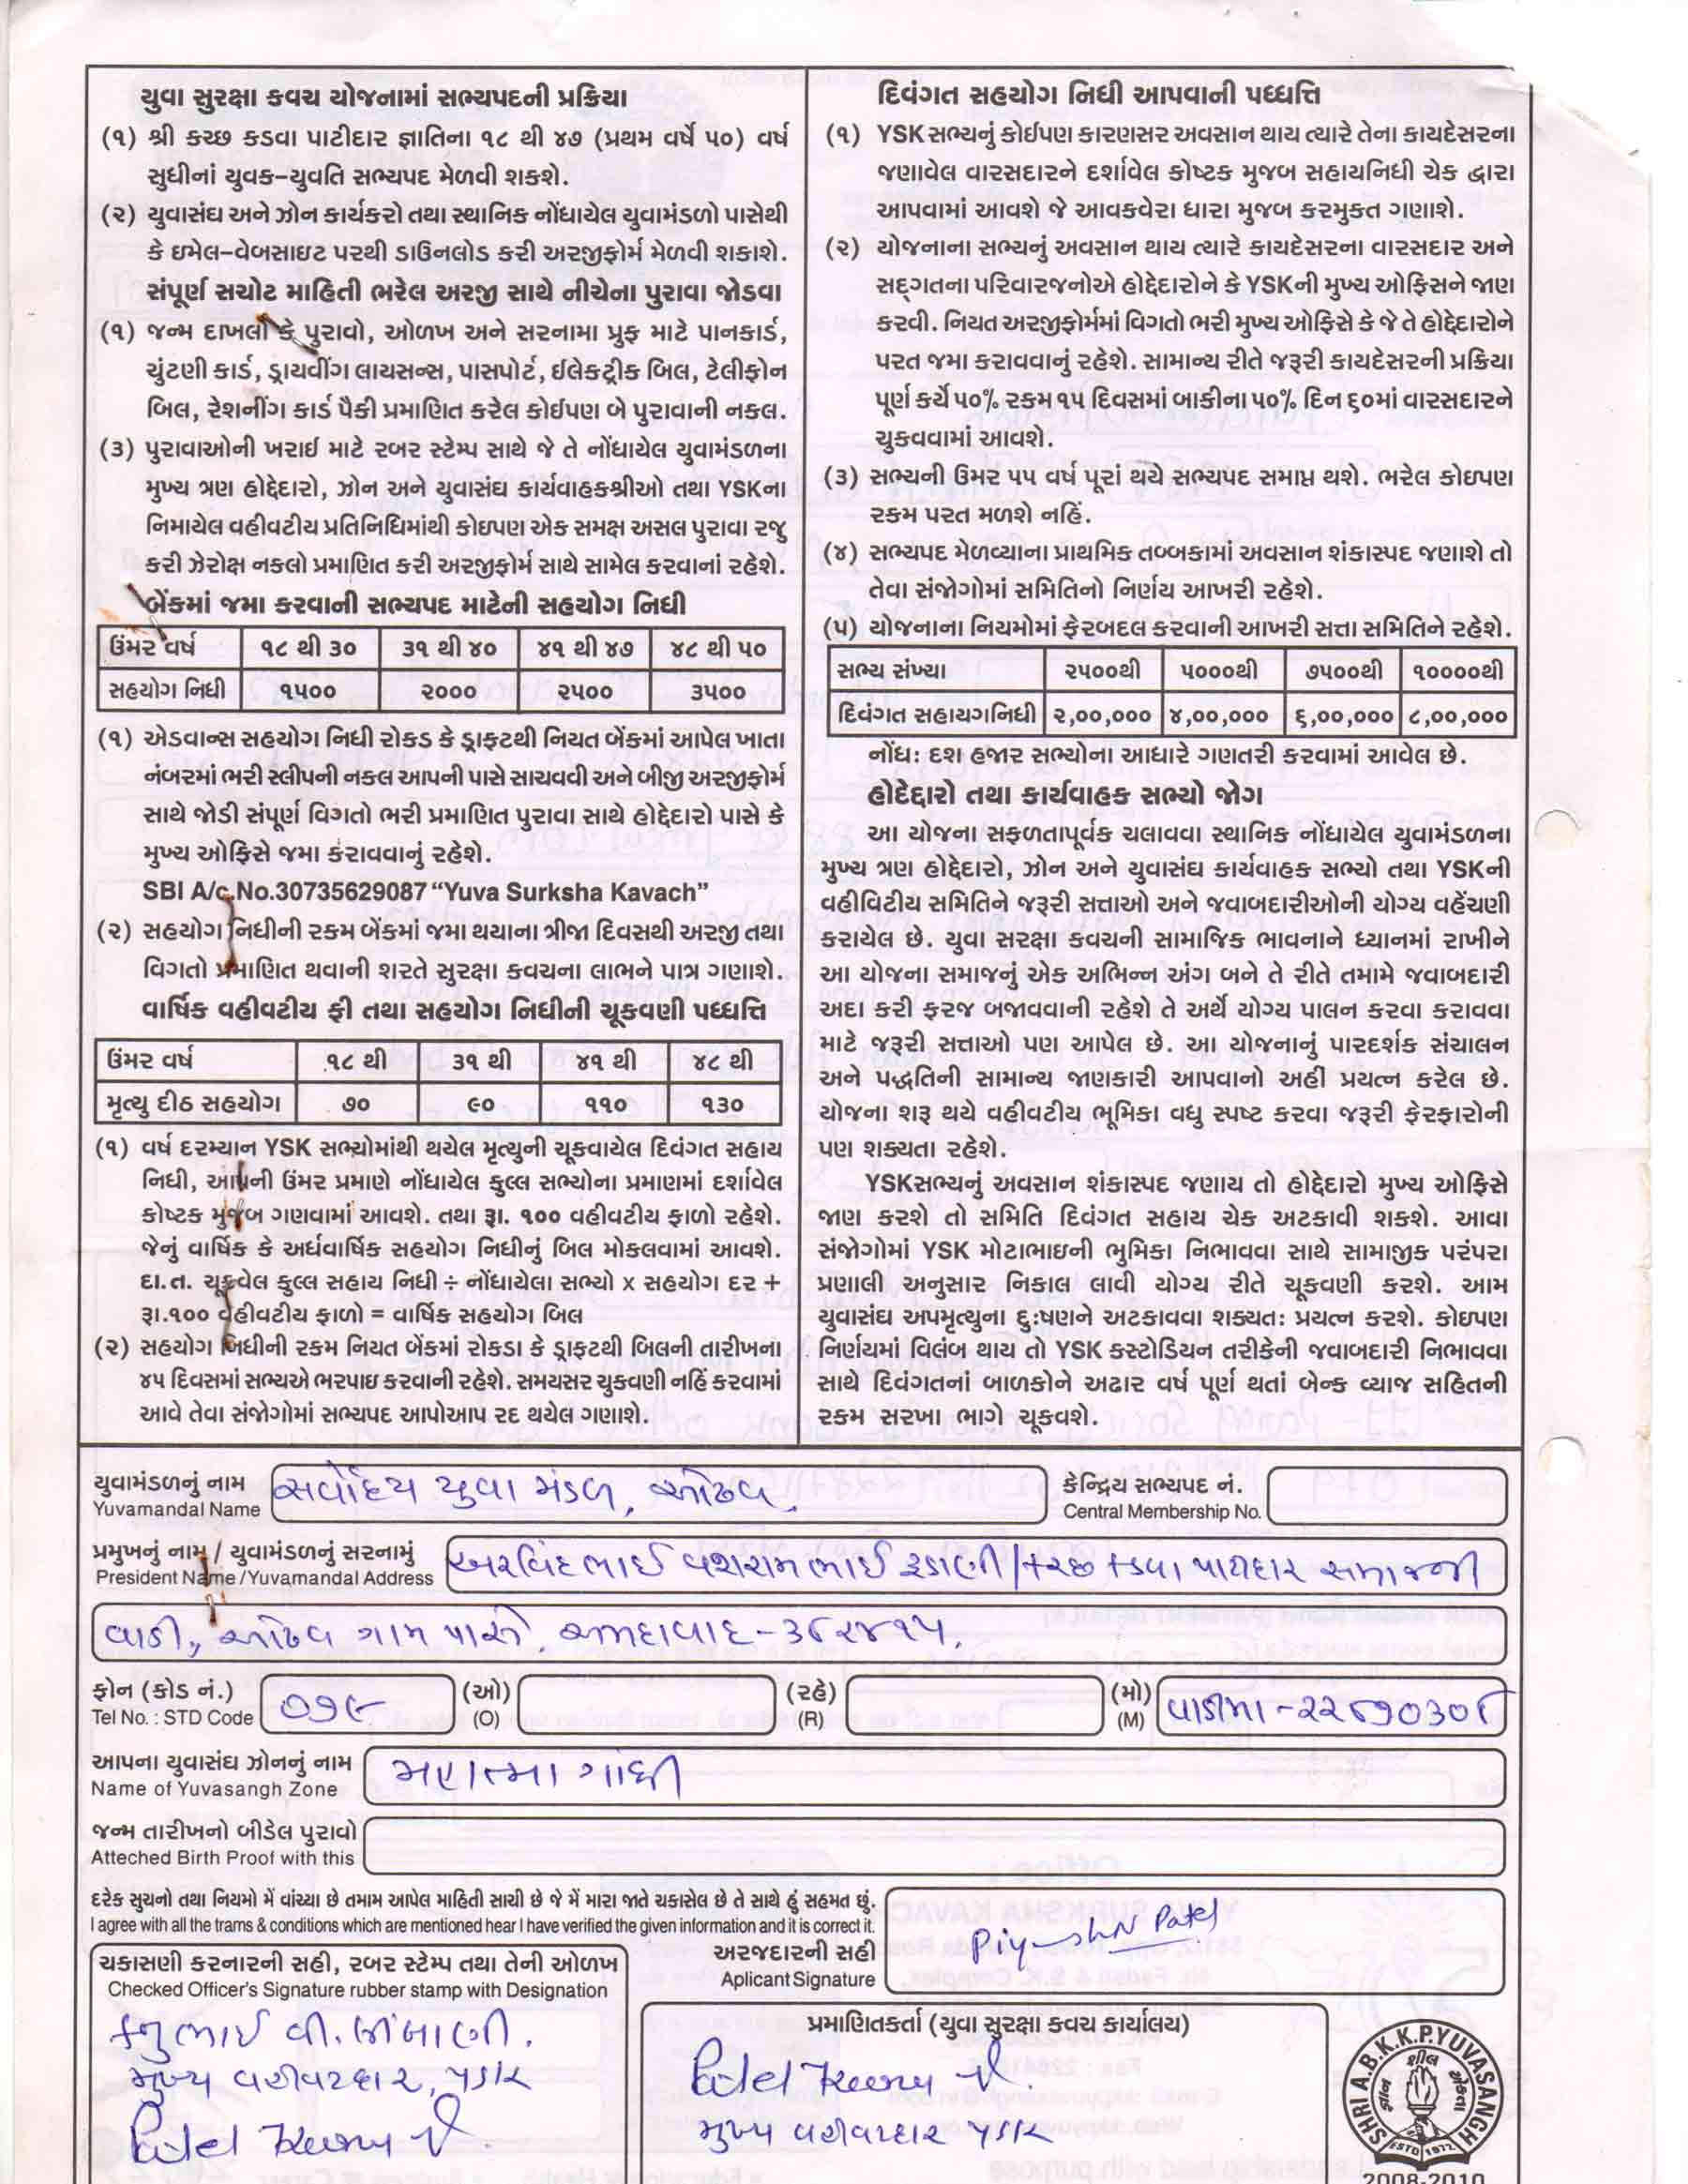 યુવા સુરક્ષા કવચ યોજનામાં સભ્યપદની પ્રક્રિયા
(૧) શ્રી કચ્છ કડવા પાટીદાર જ્ઞાતિના ૧૮ થી ૪૭ (પ્રથમ વર્ષે ૫૦) વર્ષ
સુધીનાં યુવક-યુવતિ સભ્યપદ મેળવી શકશે.
(૨) યુવાસંઘ અને ઝોન કાર્યકરો તથા સ્થાનિક નોંધાયેલ યુવામંડળો પાસેથી
કે ઇમેલ-વેબસાઇટ પરથી ડાઉનલોડ કરી અરજીફોર્મ મેળવી શકાશે.
સંપૂર્ણ સચોટ માહિતી ભરેલ અરજી સાથે નીચેના પુરાવા જોડવા
(૧) જન્મ દાખલો કે પુરાવો, ઓળખ અને સરનામા પ્રુફ માટે પાનકાર્ડ,
ચુંટણી કાર્ડ, ડ્રાયવીંગ લાયસન્સ, પાસપોર્ટ, ઈલેકટ્રીક બિલ, ટેલીફોન
બિલ, રેશનીંગ કાર્ડ પૈકી પ્રમાણિત કરેલ કોઈપણ બે પુરાવાની નકલ.
(૩) પુરાવાઓની ખરાઈ માટે રબર સ્ટેમ્પ સાથે જે તે નોંધાયેલ યુવામંડળના
મુખ્ય ત્રણ હોદ્દેદારો, ઝોન અને યુવાસંઘ કાર્યવાહકશ્રીઓ તથા YSKના
નિમાયેલ વહીવટીય પ્રતિનિધિમાંથી કોઇપણ એક સમક્ષ અસલ પુરાવા રજુ
કરી ઝેરોક્ષ નકલો પ્રમાણિત કરી અરજીફોર્મ સાથે સામેલ કરવાનાં રહેશે.
બેંકમાં જમા કરવાની સભ્યપદ માટેની સહયોગ નિધી
ઉંમર વર્ષ ૧૮ થી ૩૦ ૩૧ થી ૪૦ ૪૧ થી ૪૭ ૪૮ થી ૫૦
સહયોગ નિધી ૧૫૦૦ ૨૦૦૦ ૨૫૦૦ ૩૫૦૦
(૧) એડવાન્સ સહયોગ નિધી રોકડ કે ડ્રાફટથી નિયત બેંકમાં આપેલ ખાતા
નંબરમાં ભરી સ્લીપની નકલ આપની પાસે સાચવવી અને બીજી અરજીફોર્મ
સાથે જોડી સંપૂર્ણ વિગતો ભરી પ્રમાણિત પુરાવા સાથે હોદ્દેદારો પાસે કે
મુખ્ય ઓફિસે જમા કરાવવાનું રહેશે.
SBI A/c.No.30735629087 “Yuva Surksha Kavach”
(૨) સહયોગ નિધીની રકમ બેંકમાં જમા થયાના ત્રીજા દિવસથી અરજી તથા
વિગતો પ્રમાણિત થવાની શરતે સુરક્ષા કવચના લાભને પાત્ર ગણાશે.
વાર્ષિક વહીવટીય ફી તથા સહયોગ નિધીની ચૂકવણી પધ્ધત્તિ
ઉંમર વર્ષ ૧૮ થી ૩૧ થી ૪૧ થી ૪૮ થી
મૃત્યુ દીઠ સહયોગ ૭૦ ૯૦ ૧૧૦ ૧૩૦
(૧) વર્ષ દરમ્યાન YSK સભ્યોમાંથી થયેલ મૃત્યુની ચૂકવાયેલ દિવંગત સહાય
નિધી, આપની ઉંમર પ્રમાણે નોંધાયેલ કુલ્લ સભ્યોના પ્રમાણમાં દર્શાવેલ
કોષ્ટક મુજબ ગણવામાં આવશે. તથા રૂા. ૧૦૦ વહીવટીય ફાળો રહેશે.
જેનું વાર્ષિક કે અર્ધવાર્ષિક સહયોગ નિધીનું બિલ મોકલવામાં આવશે.
દા.ત. ચૂકવેલ કુલ્લ સહાય નિધી ÷ નોંધાયેલા સભ્યો x સહયોગ દર +
રૂા.૧૦૦ વહીવટીય ફાળો = વાર્ષિક સહયોગ બિલ
(૨) સહયોગ નિધીની રકમ નિયત બેંકમાં રોકડા કે ડ્રાફટથી બિલની તારીખના
૪૫ દિવસમાં સભ્યએ ભરપાઇ કરવાની રહેશે. સમયસર ચુકવણી નહિં કરવામાં
આવે તેવા સંજોગોમાં સભ્યપદ આપોઆપ રદ થયેલ ગણાશે.
દિવંગત સહયોગ નિધી આપવાની પધ્ધત્તિ
(૧) YSK સભ્યનું કોઈપણ કારણસર અવસાન થાય ત્યારે તેના કાયદેસરના
જણાવેલ વારસદારને દર્શાવેલ કોષ્ટક મુજબ સહાયનિધી ચેક દ્વારા
આપવામાં આવશે જે આવકવેરા ધારા મુજબ કરમુક્ત ગણાશે.
(૨) યોજનાના સભ્યનું અવસાન થાય ત્યારે કાયદેસરના વારસદાર અને
સદ્‌ગતના પરિવારજનોએ હોદ્દેદારોને કે YSKની મુખ્ય ઓફિસને જાણ
કરવી. નિયત અરજીફોર્મમાં વિગતો ભરી મુખ્ય ઓફિસે કે જે તે હોદ્દેદારોને
પરત જમા કરાવવાનું રહેશે. સામાન્ય રીતે જરૂરી કાયદેસરની પ્રક્રિયા
પૂર્ણ કર્યે ૫૦% રકમ ૧૫ દિવસમાં બાકીના ૫૦% દિન ૬૦માં વારસદારને
ચુકવવામાં આવશે.
(૩) સભ્યની ઉમર ૫૫ વર્ષ પૂરાં થયે સભ્યપદ સમાપ્ત થશે. ભરેલ કોઇપણ
રકમ પરત મળશે નહિં.
(૪) સભ્યપદ મેળવ્યાના પ્રાથમિક તબ્બકામાં અવસાન શંકાસ્પદ જણાશે તો
તેવા સંજોગોમાં સમિતિનો નિર્ણય આખરી રહેશે.
(૫) યોજનાના નિયમોમાં ફેરબદલ કરવાની આખરી સત્તા સમિતિને રહેશે.
સભ્ય સંખ્યા ૨૫૦૦થી ૫૦૦૦થી ૭૫૦૦થી ૧૦૦૦૦થી
દિવંગત સહાયગનિધી ૨,૦૦,૦૦૦ ૪,૦૦,૦૦૦ ૬,૦૦,૦૦૦ ૮,૦૦,૦૦૦
નોંધઃ દશ હજાર સભ્યોના આધારે ગણતરી કરવામાં આવેલ છે.
હોદેદ્દારો તથા કાર્યવાહક સભ્યો જોગ
આ યોજના સફળતાપૂર્વક ચલાવવા સ્થાનિક નોંધાયેલ યુવામંડળના
મુખ્ય ત્રણ હોદ્દેદારો, ઝોન અને યુવાસંઘ કાર્યવાહક સભ્યો તથા YSKની
વહીવિટીય સમિતિને જરૂરી સત્તાઓ અને જવાબદારીઓની યોગ્ય વહેંચણી
કરાયેલ છે. યુવા સરક્ષા કવચની સામાજિક ભાવનાને ધ્યાનમાં રાખીને
આ યોજના સમાજનું એક અભિન્ન અંગ બને તે રીતે તમામે જવાબદારી
અદા કરી ફરજ બજાવવાની રહેશે તે અર્થે યોગ્ય પાલન કરવા કરાવવા
માટે જરૂરી સત્તાઓ પણ આપેલ છે. આ યોજનાનું પારદર્શક સંચાલન
અને પદ્ધતિની સામાન્ય જાણકારી આપવાનો અહીં પ્રયત્ન કરેલ છે.
યોજના શરૂ થયે વહીવટીય ભૂમિકા વધુ સ્પષ્ટ કરવા જરૂરી ફેરફારોની
પણ શક્યતા રહેશે.
YSKસભ્યનું અવસાન શંકાસ્પદ જણાય તો હોદ્દેદારો મુખ્ય ઓફિસે
જાણ કરશે તો સમિતિ દિવંગત સહાય ચેક અટકાવી શકશે. આવા
સંજોગોમાં YSK મોટાભાઇની ભુમિકા નિભાવવા સાથે સામાજીક પરંપરા
પ્રણાલી અનુસાર નિકાલ લાવી યોગ્ય રીતે ચૂકવણી કરશે. આમ
યુવાસંઘ અપમૃત્યુના દુઃષણને અટકાવવા શક્યતઃ પ્રયત્ન કરશે. કોઇપણ
નિર્ણયમાં વિલંબ થાય તો YSK કસ્ટોડિયન તરીકેની જવાબદારી નિભાવવા
સાથે દિવંગતનાં બાળકોને અઢાર વર્ષ પૂર્ણ થતાં બેન્ક વ્યાજ સહિતની
રકમ સરખા ભાગે ચૂકવશે.
યુવામંડળનું નામ સર્વોદય યુવા મંડળ, ઓઢવ. કેન્દ્રિય સભ્યપદ નં.
Yuvamandal Name Central Membership No.
પ્રમુખનું નામ / યુવામંડળનું સરનામું અરવિંદભાઈ વશરામભાઈ રૂડાણી/કચ્છ કડવા પાટીદાર સમાજની
President Name /Yuvamandal Address
વાડી, ઓઢવ ગામ પાસે, અમદાવાદ-૩૮૨૪૧૫.
ફોન (કોડ નં.) ૦૭૯ (ઓ) (રહે) (મો) વાડીમા-૨૨૮૭૦૩૦૬
Tel No. : STD Code (O) (R) (M)
આપના યુવાસંઘ ઝોનનું નામ મહાત્મા ગાંધી
Name of Yuvasangh Zone
જન્મ તારીખનો બીડેલ પુરાવો
Atteched Birth Proof with this
દરેક સુચનો તથા નિયમો મેં વાંચ્યા છે તમામ આપેલ માહિતી સાચી છે જે મેં મારા જાતે ચકાસેલ છે તે સાથે હું સહમત છું.
I agree with all the trams & conditions which are mentioned hear I have verified the given information and it is correct it.
અરજદારની સહી Piyush N Patel
Aplicant Signature
ચકાસણી કરનારની સહી, રબર સ્ટેમ્પ તથા તેની ઓળખ
Checked Officer's Signature rubber stamp with Designation
કનુભાઈ વી. લીંબાણી.
મુખ્ય વહીવટદાર, યસક
Patel V.
પ્રમાણિતકર્તા (યુવા સુરક્ષા કવચ કાર્યાલય)
Patel V.
મુખ્ય વહીવટદાર યસક
SHRI A.B.K.K.P.YUVASANGH
શીલ
જ્ઞાન
એકતા
ESTD 1972
2008-2010